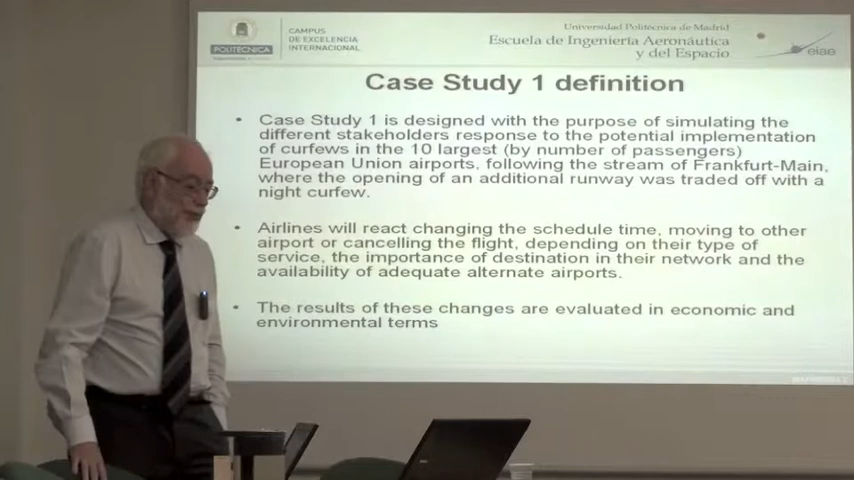 POLITÉCNICA
CAMPUS
DE EXCELENCIA
INTERNACIONAL
Universidad Politécnica de Madrid
Escuela de Ingeniería Aeronáutica
y del Espacio
eiae
Case Study 1 definition
• Case Study 1 is designed with the purpose of simulating the
different stakeholders response to the potential implementation
of curfews in the 10 largest (by number of passengers)
European Union airports, following the stream of Frankfurt-Main,
where the opening of an additional runway was traded off with a
night curfew.
• Airlines will react changing the schedule time, moving to other
airport or cancelling the flight, depending on their type of
service, the importance of destination in their network and the
availability of adequate alternate airports.
• The results of these changes are evaluated in economic and
environmental terms